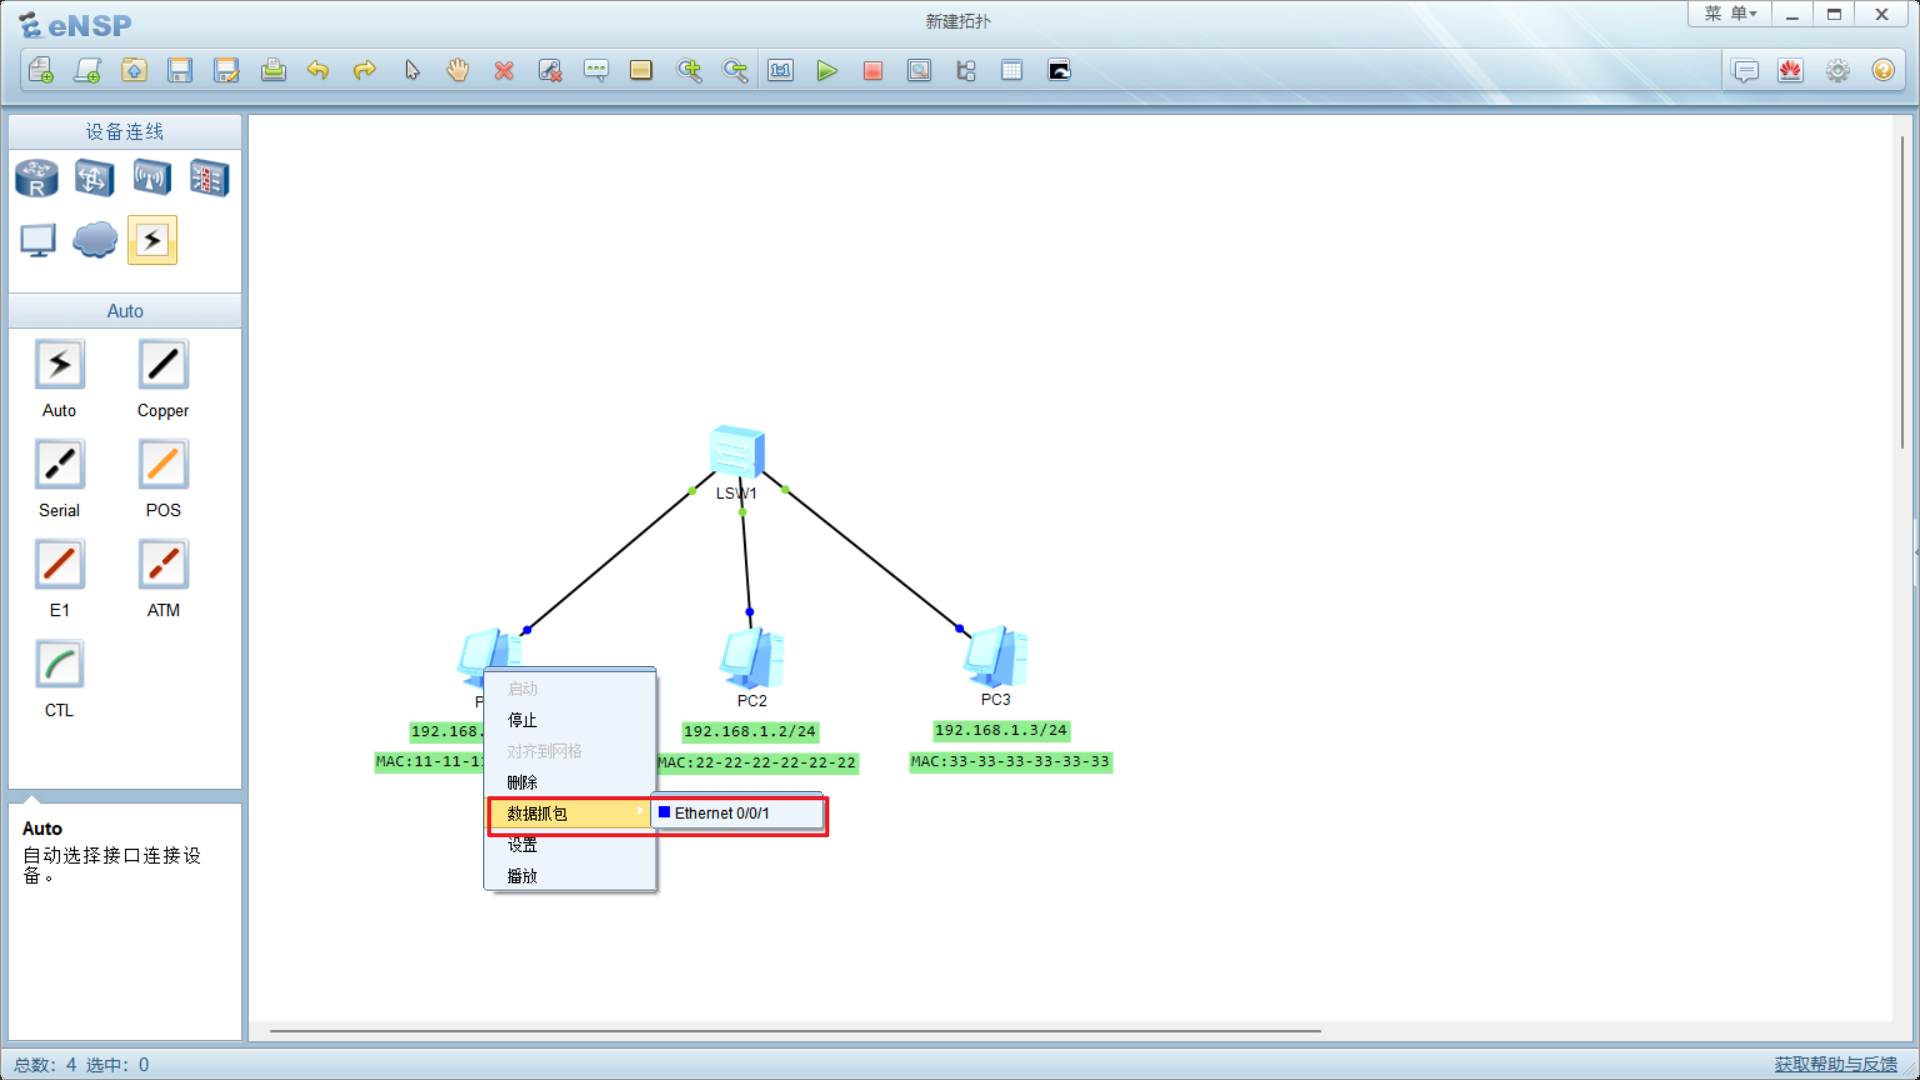 eNSP
新建拓扑
菜 单
设备连线
Auto
Auto
Copper
Serial
POS
E1
ATM
CTL
Auto
自动选择接口连接设
备。
LSW1
P
PC2
PC3
192.168.
192.168.1.2/24
192.168.1.3/24
MAC:11-11-1
MAC:22-22-22-22-22-22
MAC:33-33-33-33-33-33
启动
停止
对齐到网格
删除
数据抓包
Ethernet 0/0/1
设置
播放
总数: 4 选中: 0
获取帮助与反馈